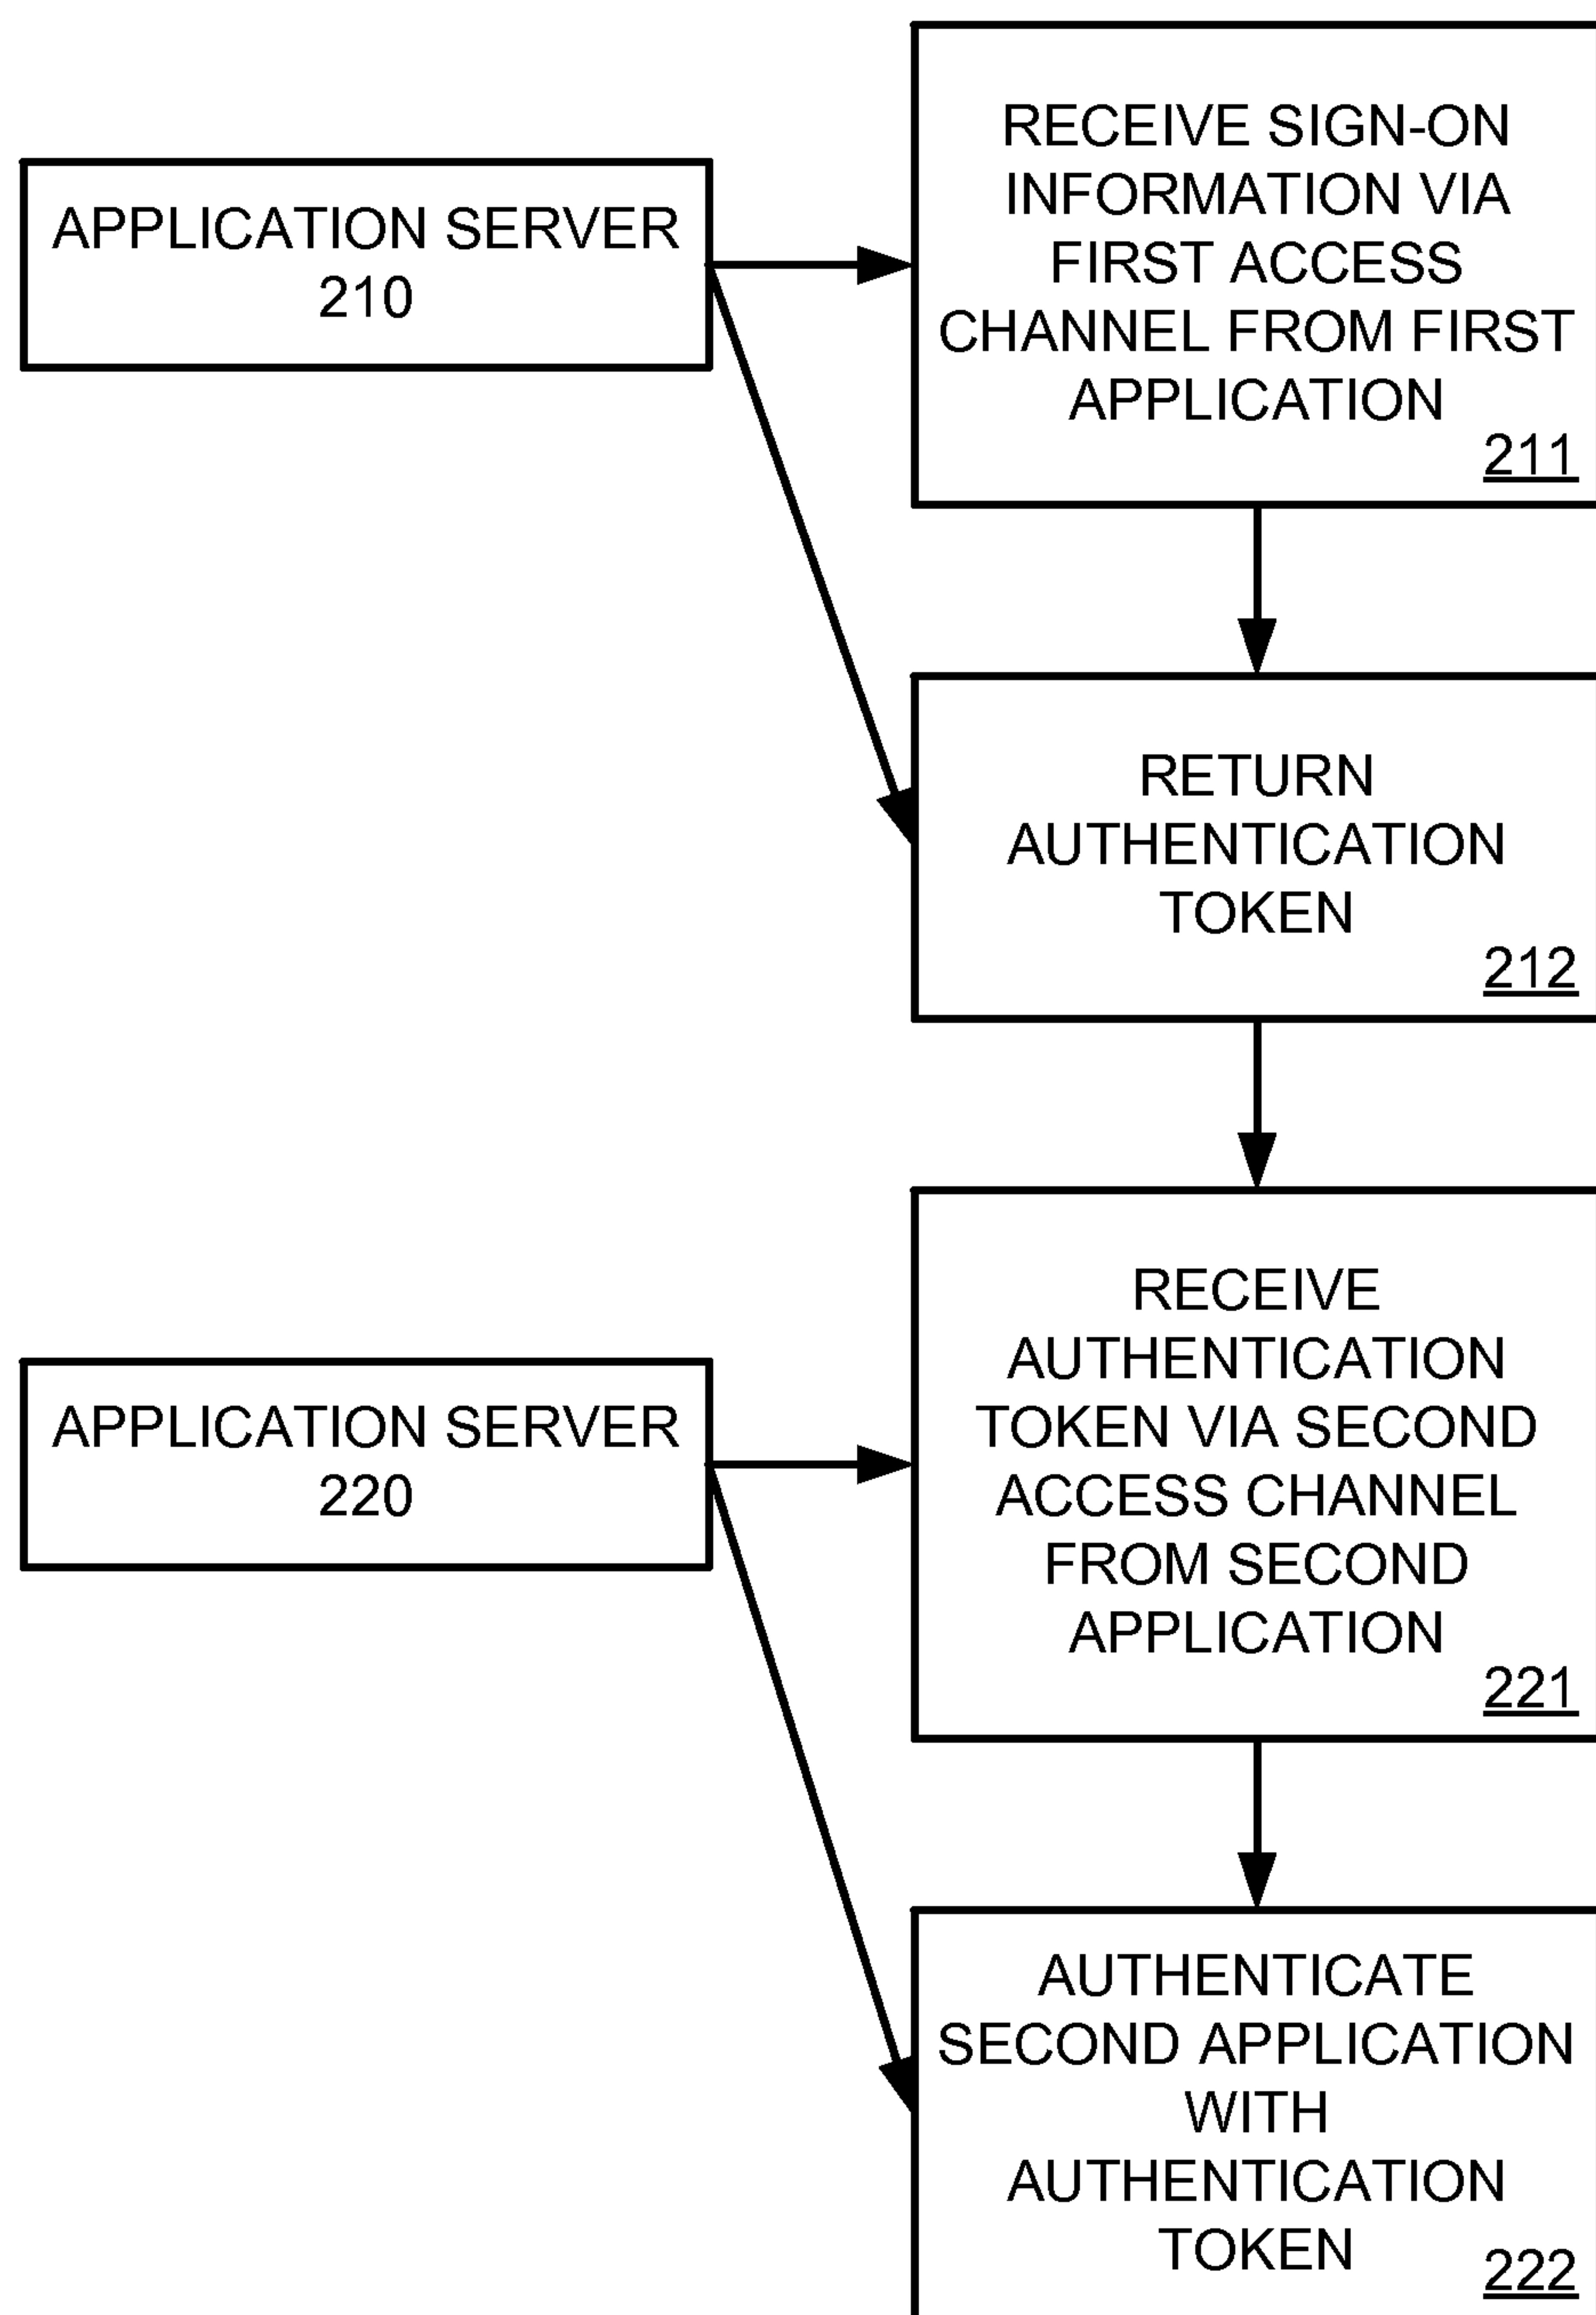 APPLICATION SERVER
210
RECEIVE SIGN-ON
INFORMATION VIA
FIRST ACCESS
CHANNEL FROM FIRST
APPLICATION
211
RETURN
AUTHENTICATION
TOKEN
212
APPLICATION SERVER
220
RECEIVE
AUTHENTICATION
TOKEN VIA SECOND
ACCESS CHANNEL
FROM SECOND
APPLICATION
221
AUTHENTICATE
SECOND APPLICATION
WITH
AUTHENTICATION
TOKEN
222